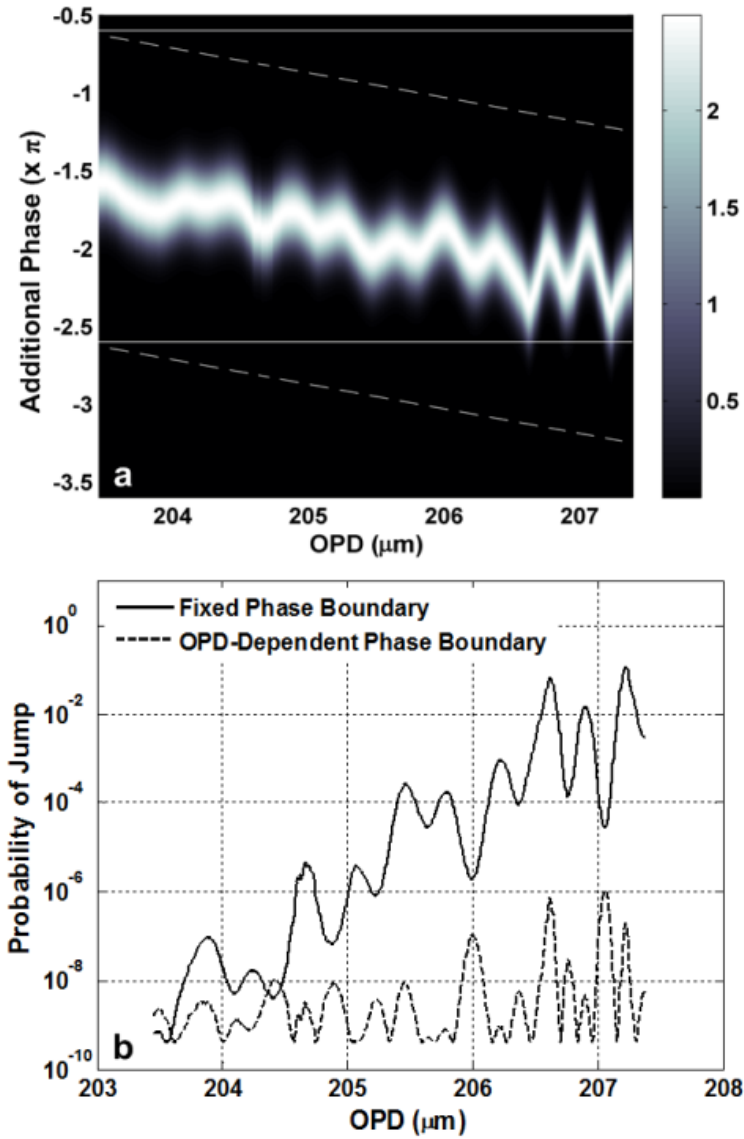 -0.5
-1
-1.5
-2
-2.5
-3
-3.5
Additional Phase (x π)
a
204 205 206 207
OPD (μm)
2
1.5
1
0.5
Fixed Phase Boundary
OPD-Dependent Phase Boundary
10^0
10^-2
10^-4
10^-6
10^-8
10^-10
Probability of Jump
b
203 204 205 206 207 208
OPD (μm)